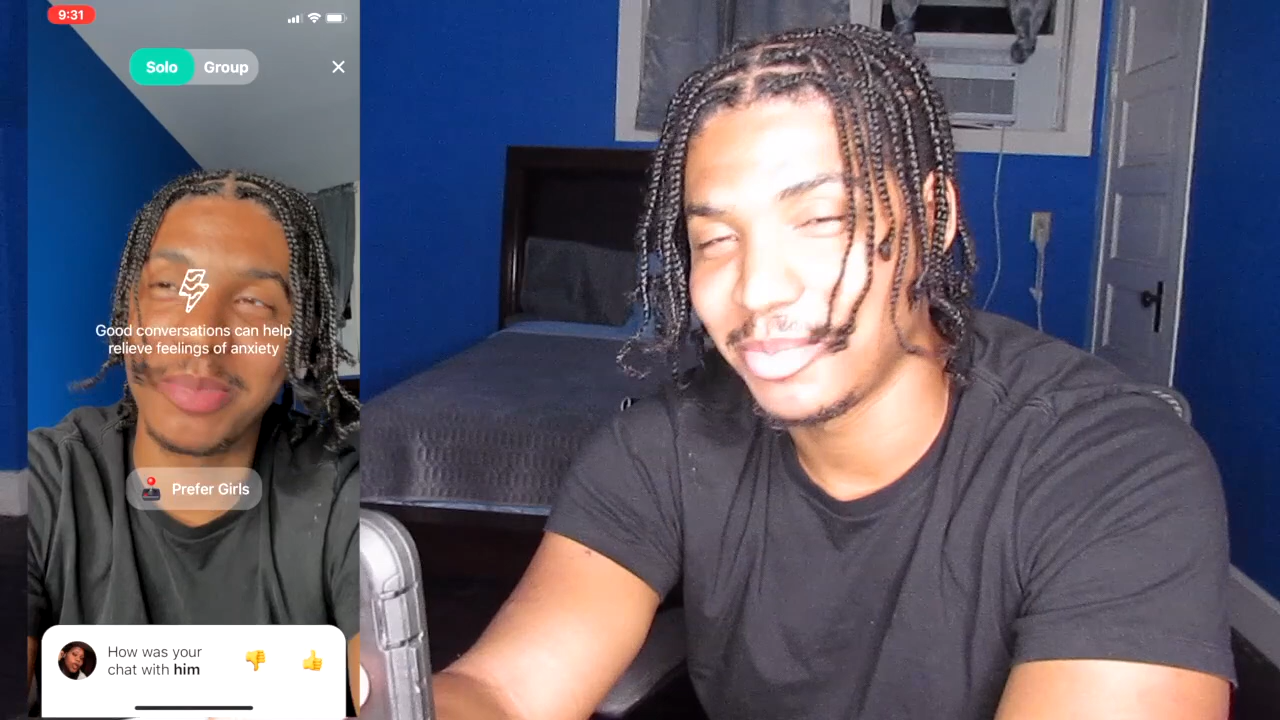 9:31
Solo
Group
Good conversations can help
relieve feelings of anxiety
Prefer Girls
How was your
chat with him